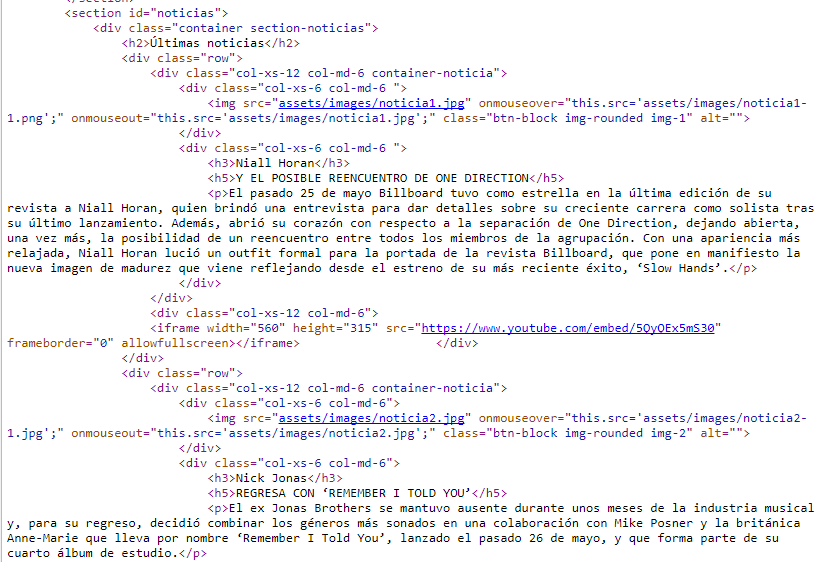 <section id="noticias">
<div class="container section-noticias">
<h2>Últimas noticias</h2>
<div class="row">
<div class="col-xs-12 col-md-6 container-noticia">
<div class="col-xs-6 col-md-6 ">
<img src="assets/images/noticia1.jpg" onmouseover="this.src='assets/images/noticia1-
1.png';" onmouseout="this.src='assets/images/noticia1.jpg';" class="btn-block img-rounded img-1" alt="">
</div>
<div class="col-xs-6 col-md-6 ">
<h3>Niall Horan</h3>
<h5>Y EL POSIBLE REENCUENTRO DE ONE DIRECTION</h5>
<p>El pasado 25 de mayo Billboard tuvo como estrella en la última edición de su
revista a Niall Horan, quien brindó una entrevista para dar detalles sobre su creciente carrera como solista tras
su último lanzamiento. Además, abrió su corazón con respecto a la separación de One Direction, dejando abierta,
una vez más, la posibilidad de un reencuentro entre todos los miembros de la agrupación. Con una apariencia más
relajada, Niall Horan lució un outfit formal para la portada de la revista Billboard, que pone en manifiesto la
nueva imagen de madurez que viene reflejando desde el estreno de su más reciente éxito, ‘Slow Hands’.</p>
</div>
</div>
<div class="col-xs-12 col-md-6">
<iframe width="560" height="315" src="https://www.youtube.com/embed/5QyOEx5mS30"
frameborder="0" allowfullscreen></iframe> </div>
</div>
<div class="row">
<div class="col-xs-12 col-md-6 container-noticia">
<div class="col-xs-6 col-md-6">
<img src="assets/images/noticia2.jpg" onmouseover="this.src='assets/images/noticia2-
1.jpg';" onmouseout="this.src='assets/images/noticia2.jpg';" class="btn-block img-rounded img-2" alt="">
</div>
<div class="col-xs-6 col-md-6">
<h3>Nick Jonas</h3>
<h5>REGRESA CON ‘REMEMBER I TOLD YOU’</h5>
<p>El ex Jonas Brothers se mantuvo ausente durante unos meses de la industria musical
y, para su regreso, decidió combinar los géneros más sonados en una colaboración con Mike Posner y la británica
Anne-Marie que lleva por nombre ‘Remember I Told You’, lanzado el pasado 26 de mayo, y que forma parte de su
cuarto álbum de estudio.</p>